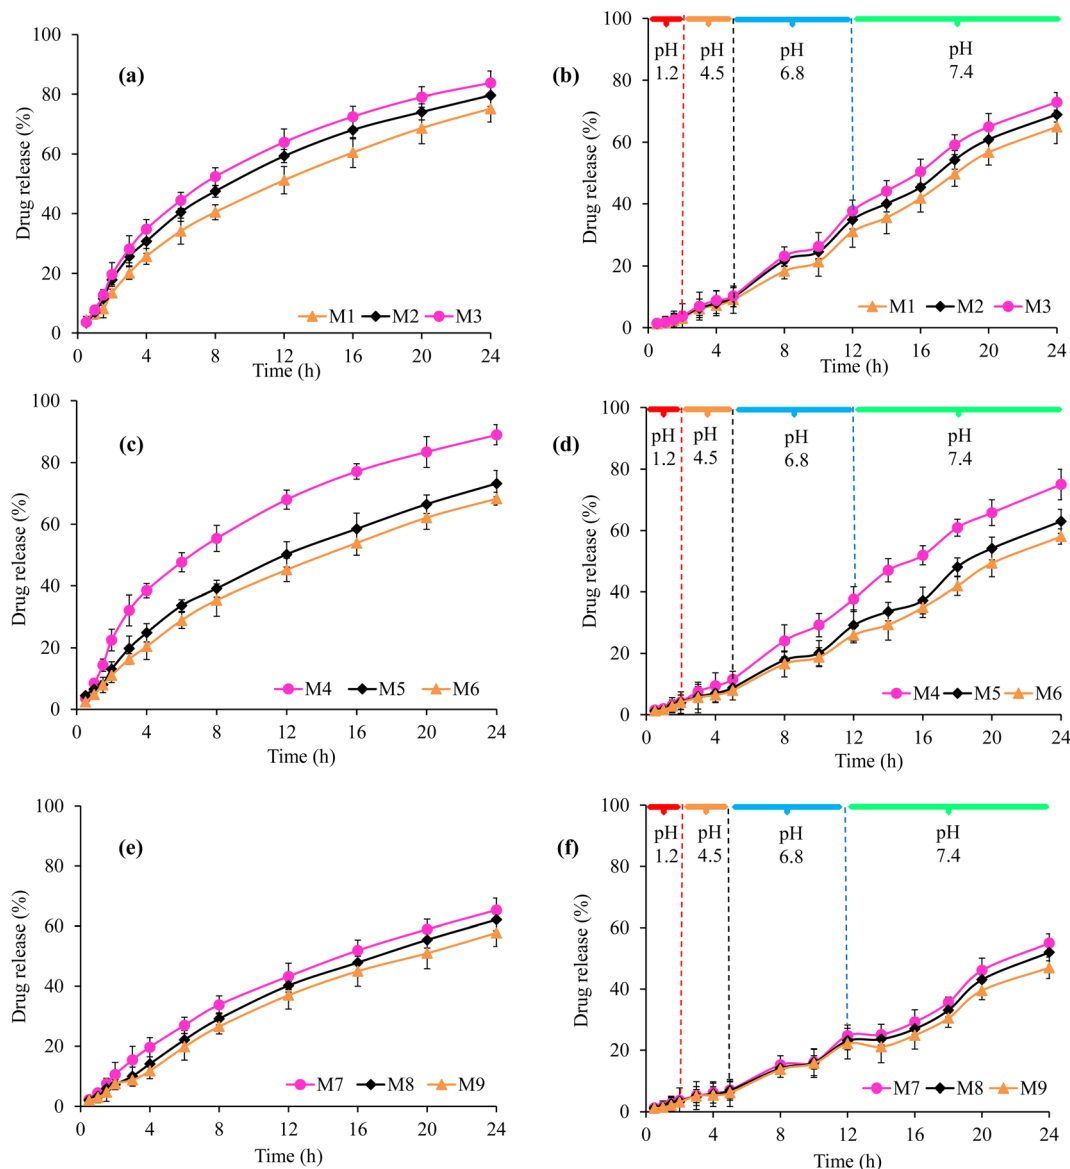 (a)
Drug release (%)
100
80
60
40
20
0
M1 M2 M3
0 4 8 12 16 20 24
Time (h)
(b)
Drug release (%)
100
80
60
40
20
0
pH pH pH pH
1.2 4.5 6.8 7.4
M1 M2 M3
0 4 8 12 16 20 24
Time (h)
(c)
Drug release (%)
100
80
60
40
20
0
M4 M5 M6
0 4 8 12 16 20 24
Time (h)
(d)
Drug release (%)
100
80
60
40
20
0
pH pH pH pH
1.2 4.5 6.8 7.4
M4 M5 M6
0 4 8 12 16 20 24
Time (h)
(e)
Drug release (%)
100
80
60
40
20
0
M7 M8 M9
0 4 8 12 16 20 24
Time (h)
(f)
Drug release (%)
100
80
60
40
20
0
pH pH pH pH
1.2 4.5 6.8 7.4
M7 M8 M9
0 4 8 12 16 20 24
Time (h)